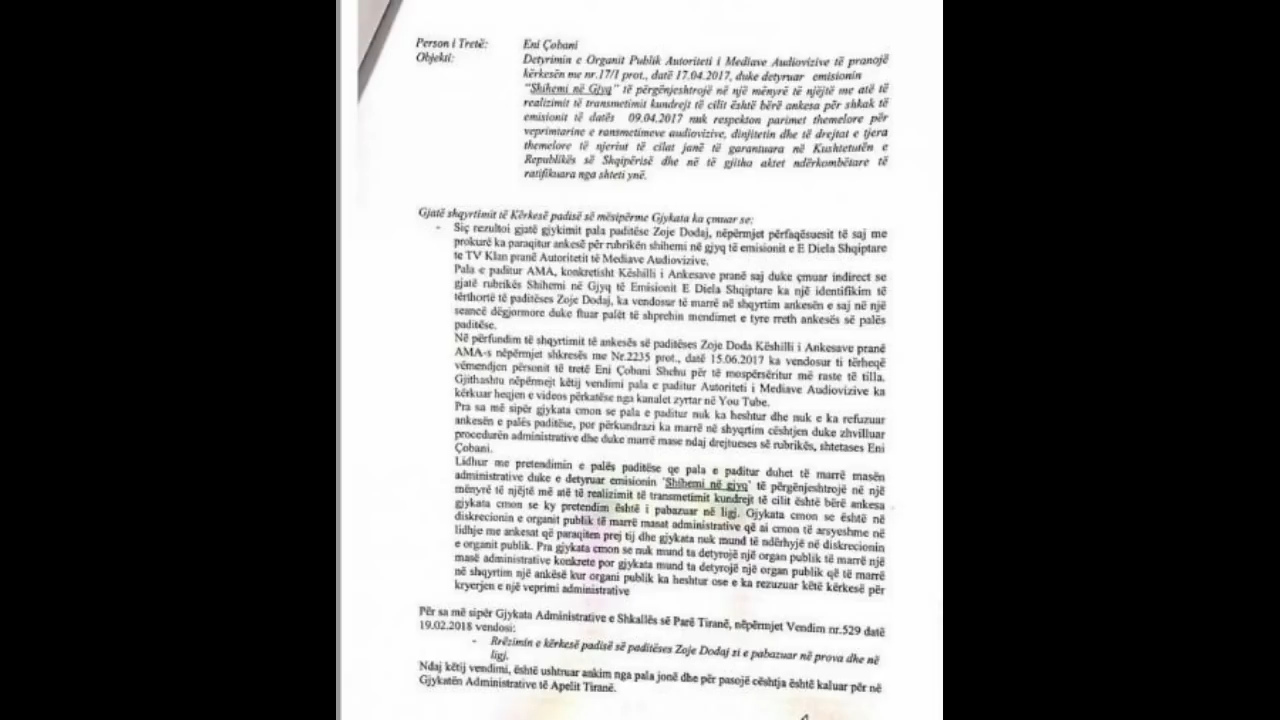 Person i Tretë: Eni Çobani
Objekti: Detyrimin e Organit Publik Autoriteti i Mediave Audiovizive të pranojë
kërkesën me nr.17/1 prot., datë 17.04.2017, duke detyruar emisionin
"Shihemi në Gjyq" të përgënjeshtrojë në një mënyrë të njëjtë me atë të
realizimit të transmetimit kundrejt të cilit është bërë ankesa për shkak të
emisionit të datës 09.04.2017 nuk respekton parimet themelore për
veprimtarine e ransmetimeve audiovizive, dinjitetin dhe të drejtat e tjera
themelore të njeriut të cilat janë të garantuara në Kushtetutën e
Republikës së Shqipërisë dhe në të gjitha aktet ndërkombëtare të
ratifikuara nga shteti ynë.
Gjatë shqyrtimit të Kërkesë padisë së mësipërme Gjykata ka çmuar se:
- Siç rezultoi gjatë gjykimit pala paditëse Zoje Dodaj, nëpërmjet përfaqësuesit të saj me
prokurë ka paraqitur ankesë për rubrikën shihemi në gjyq të emisionit e E Diela Shqiptare
te TV Klan pranë Autoritetit të Mediave Audiovizive.
Pala e paditur AMA, konkretisht Këshilli i Ankesave pranë saj duke çmuar indirect se
gjatë rubrikës Shihemi në Gjyq të Emisionit E Diela Shqiptare ka një identifikim të
tërthortë të paditëses Zoje Dodaj, ka vendosur të marrë në shqyrtim ankesën e saj në një
seancë dëgjormore duke ftuar palët të shprehin mendimet e tyre rreth ankesës së palës
paditëse.
Në përfundim të shqyrtimit të ankesës së paditëses Zoje Doda Këshilli i Ankesave pranë
AMA-s nëpërmjet shkresës me Nr.2235 prot., datë 15.06.2017 ka vendosur ti tërheqë
vëmendjen personit të tretë Eni Çobani Shehu për të mospërsëritur më raste të tilla.
Gjithashtu nëpërmejt këtij vendimi pala e paditur Autoriteti i Mediave Audiovizive ka
kërkuar heqjen e videos përkatëse nga kanalet zyrtar në You Tube.
Pra sa më sipër gjykata cmon se pala e paditur nuk ka heshtur dhe nuk e ka refuzuar
ankesën e palës paditëse, por përkundrazi ka marrë në shyqrtim cështjen duke zhvilluar
procedurën administrative dhe duke marrë mase ndaj drejtueses së rubrikës, shtetases Eni
Çobani.
Lidhur me pretendimin e palës paditëse qe pala e paditur duhet të marrë masën
administrative duke e detyruar emisionin 'Shihemi në gjyq' të përgënjeshtrojë në një
mënyrë të njëjtë më atë të realizimit të transmetimit kundrejt të cilit është bërë ankesa
gjykata cmon se ky pretendim është i pabazuar në ligj. Gjykata cmon se është në
diskrecionin e organit publik të marrë masat administrative që ai cmon të arsyeshme në
lidhje me ankesat që paraqiten prej tij dhe gjykata nuk mund të ndërhyjë në diskrecionin
e organit publik. Pra gjykata cmon se nuk mund ta detyrojë një organ publik të marrë një
masë administrative konkrete por gjykata mund ta detyrojë një organ publik që të marrë
në shqyrtim një ankësë kur organi publik ka heshtur ose e ka rezuzuar këtë kërkesë për
kryerjen e një veprimi administrative
Për sa më sipër Gjykata Administrative e Shkallës së Parë Tiranë, nëpërmjet Vendim nr.529 datë
19.02.2018 vendosi:
- Rrëzimin e kërkesë padisë së paditëses Zoje Dodaj si e pabazuar në prova dhe në
ligj.
Ndaj këtij vendimi, është ushtruar ankim nga pala jonë dhe për pasojë cështja është kaluar për në
Gjykatën Administrative të Apelit Tiranë.